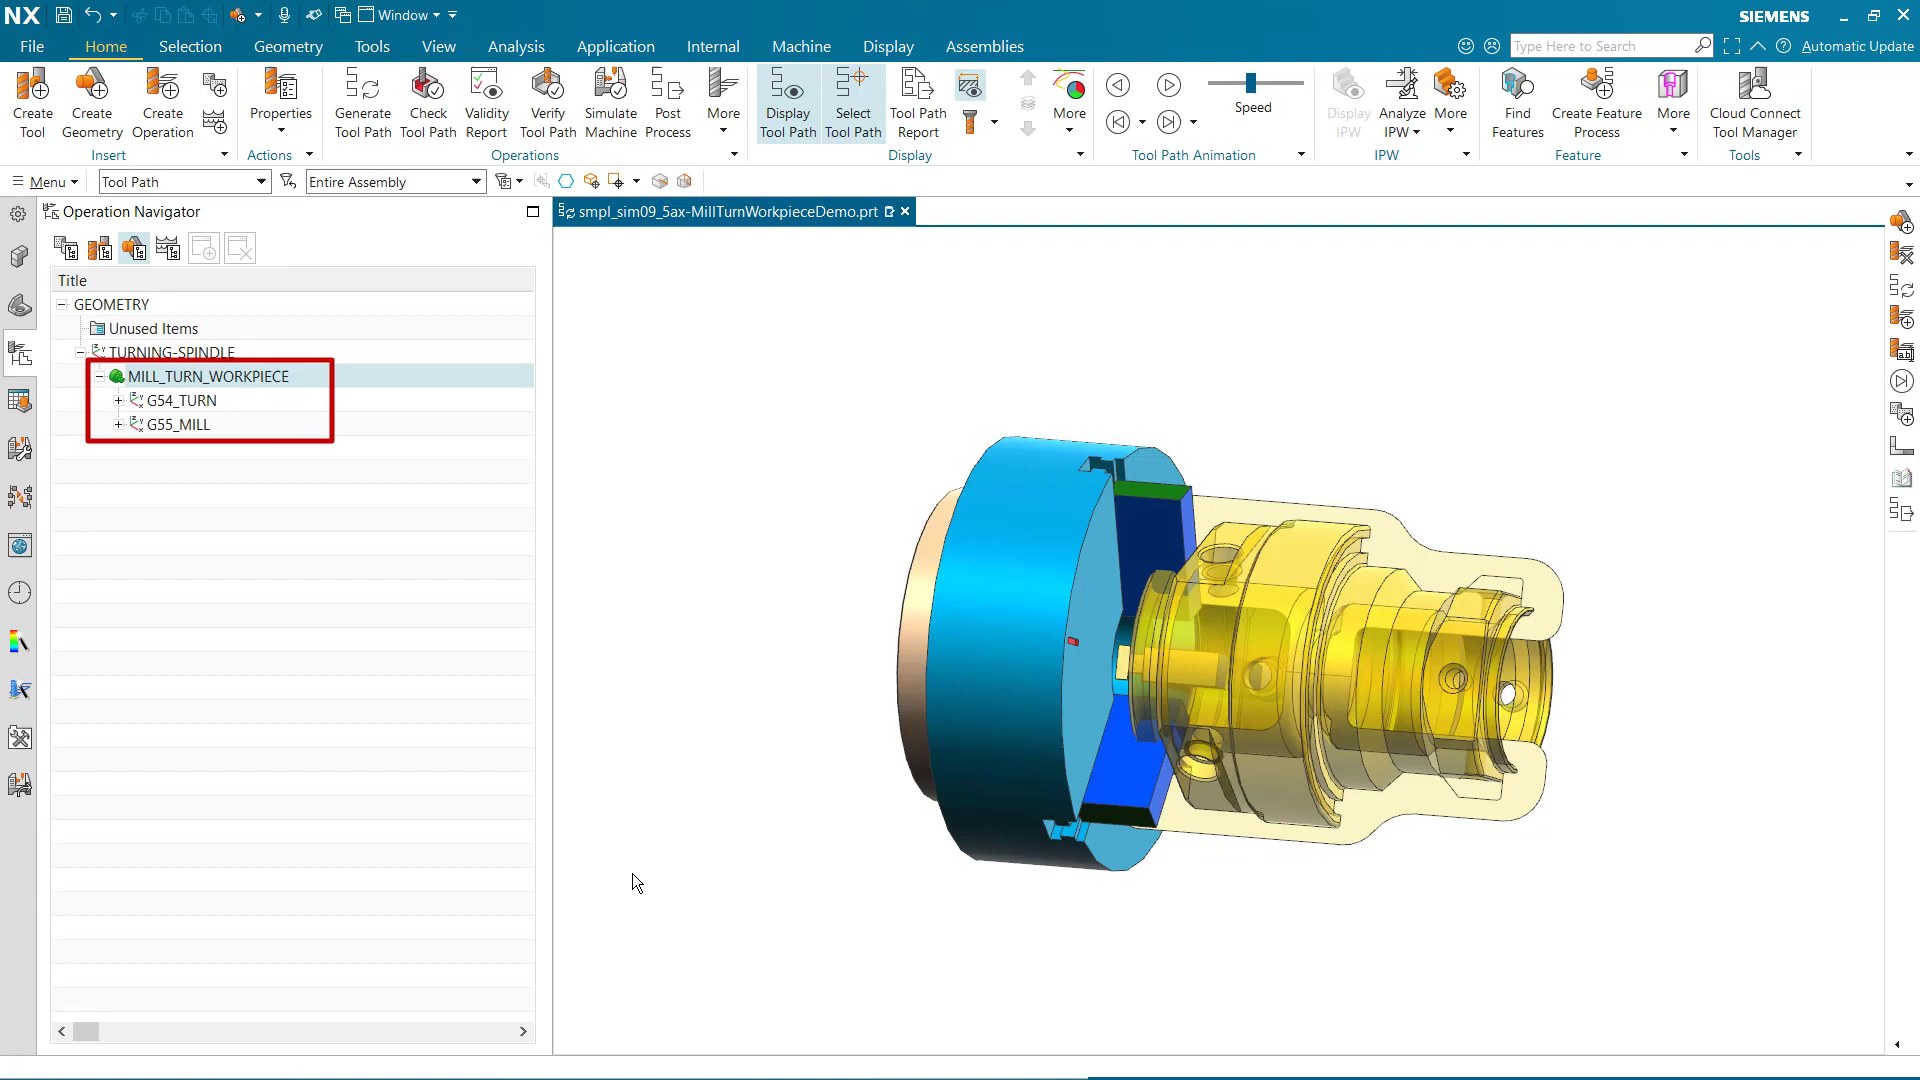 NX
Window
SIEMENS
File Home Selection Geometry Tools View Analysis Application Internal Machine Display Assemblies
Type Here to Search
Automatic Update
Create Tool
Create Geometry
Create Operation
Properties
Generate Tool Path
Check Tool Path
Validity Report
Verify Tool Path
Simulate Machine
Post Process
More
Display Tool Path
Select Tool Path
Tool Path Report
More
Speed
Display IPW
Analyze IPW
More
Find Features
Create Feature Process
More
Cloud Connect Tool Manager
Insert
Actions
Operations
Display
Tool Path Animation
IPW
Feature
Tools
Menu
Tool Path
Entire Assembly
Operation Navigator
smpl_sim09_5ax-MillTurnWorkpieceDemo.prt
Title
GEOMETRY
Unused Items
TURNING-SPINDLE
MILL_TURN_WORKPIECE
G54_TURN
G55_MILL